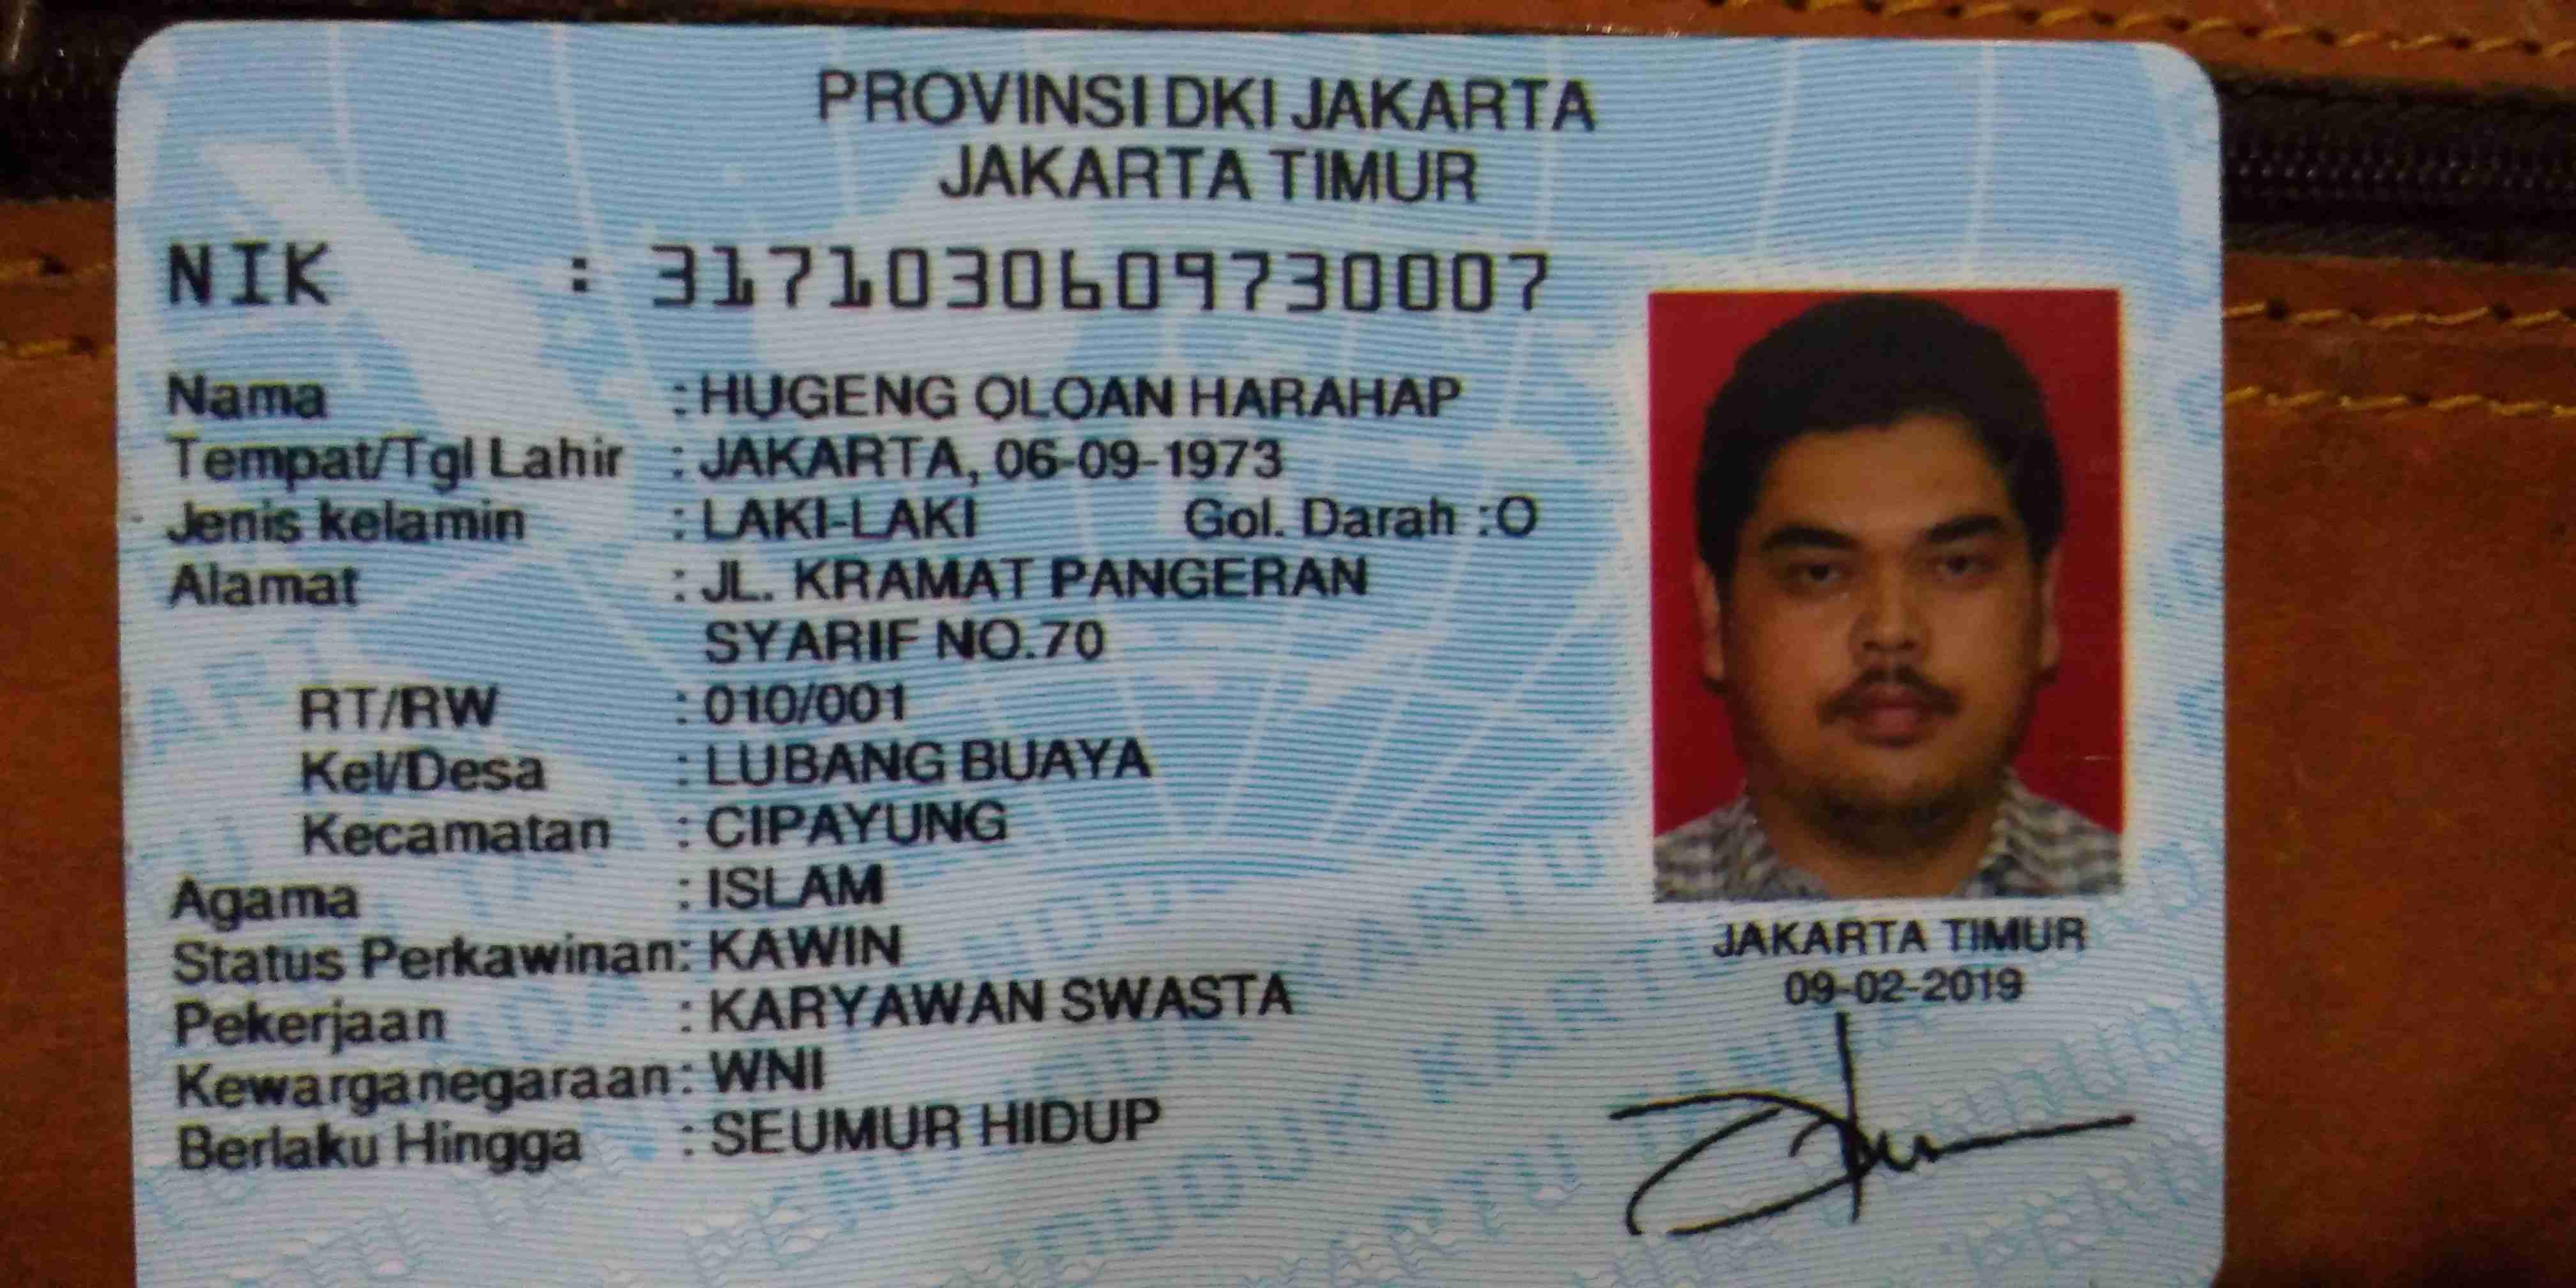 PROVINSI DKI JAKARTA
JAKARTA TIMUR
NIK : 3171030609730007
Nama : HUGENG OLOAN HARAHAP
Tempat/Tgl Lahir : JAKARTA, 06-09-1973
Jenis kelamin : LAKI-LAKI Gol. Darah : O
Alamat : JL. KRAMAT PANGERAN
SYARIF NO.70
RT/RW : 010/001
Kel/Desa : LUBANG BUAYA
Kecamatan : CIPAYUNG
Agama : ISLAM
Status Perkawinan : KAWIN
Pekerjaan : KARYAWAN SWASTA
Kewarganegaraan : WNI
Berlaku Hingga : SEUMUR HIDUP
JAKARTA TIMUR
09-02-2019